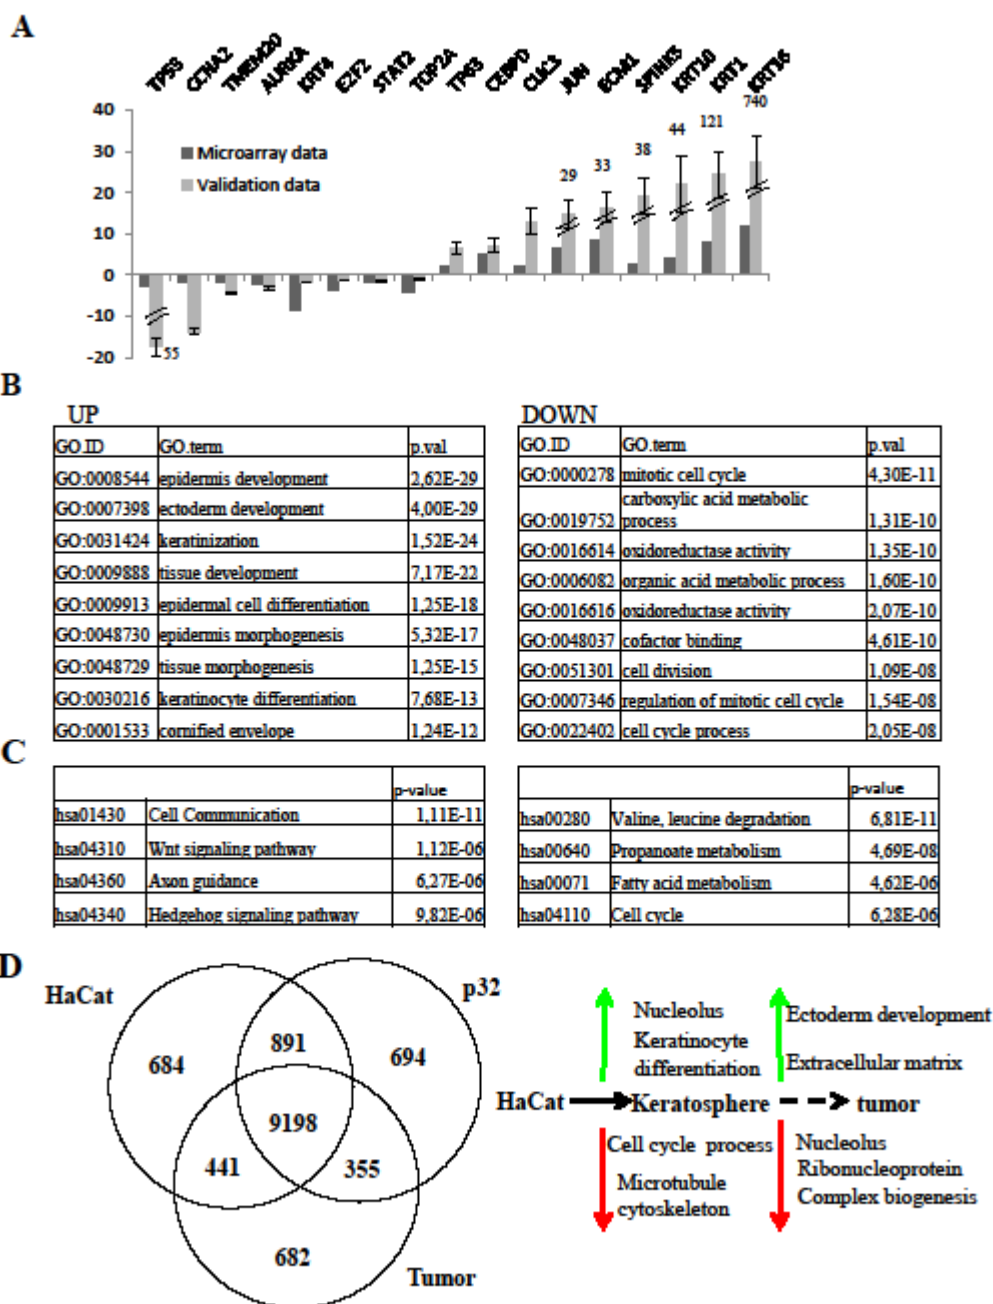 A
TP53 CCNA2 TMEM20 AURKA KRT4 E2F2 STAT2 TOP2A TP63 CEBPD CUL3 JUN ECM1 SPINK5 KRT10 KRT1 KRT16
740
40
121
44
38
33
29
Microarray data
30
Validation data
20
10
0
-10
-20
55
B
UP
GO.ID GO.term p.val
GO:0008544 epidermis development 2,62E-29
GO:0007398 ectoderm development 4,00E-29
GO:0031424 keratinization 1,52E-24
GO:0009888 tissue development 7,17E-22
GO:0009913 epidermal cell differentiation 1,25E-18
GO:0048730 epidermis morphogenesis 5,32E-17
GO:0048729 tissue morphogenesis 1,25E-15
GO:0030216 keratinocyte differentiation 7,68E-13
GO:0001533 cornified envelope 1,24E-12
DOWN
GO.ID GO.term p.val
GO:0000278 mitotic cell cycle 4,30E-11
carboxylic acid metabolic
GO:0019752 process 1,31E-10
GO:0016614 oxidoreductase activity 1,35E-10
GO:0006082 organic acid metabolic process 1,60E-10
GO:0016616 oxidoreductase activity 2,07E-10
GO:0048037 cofactor binding 4,61E-10
GO:0051301 cell division 1,09E-08
GO:0007346 regulation of mitotic cell cycle 1,54E-08
GO:0022402 cell cycle process 2,05E-08
C
p-value
hsa01430 Cell Communication 1,11E-11
hsa04310 Wnt signaling pathway 1,12E-06
hsa04360 Axon guidance 6,27E-06
hsa04340 Hedgehog signaling pathway 9,82E-06
p-value
hsa00280 Valine, leucine degradation 6,81E-11
hsa00640 Propanoate metabolism 4,69E-08
hsa00071 Fatty acid metabolism 4,62E-06
hsa04110 Cell cycle 6,28E-06
D
HaCat
p32
891
684
694
9198
441
355
682
Tumor
Nucleolus
Keratinocyte
differentiation
Ectoderm development
Extracellular matrix
HaCat Keratosphere tumor
Cell cycle process
Microtubule
cytoskeleton
Nucleolus
Ribonucleoprotein
Complex biogenesis